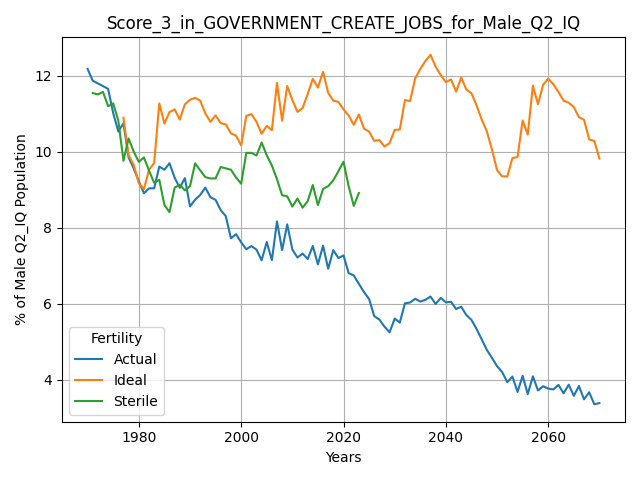 Score_3_in_GOVERNMENT_CREATE_JOBS_for_Male_Q2_IQ
12
10
8
6
4
% of Male Q2_IQ Population
Fertility
Actual
Ideal
Sterile
1980
2000
2020
2040
2060
Years